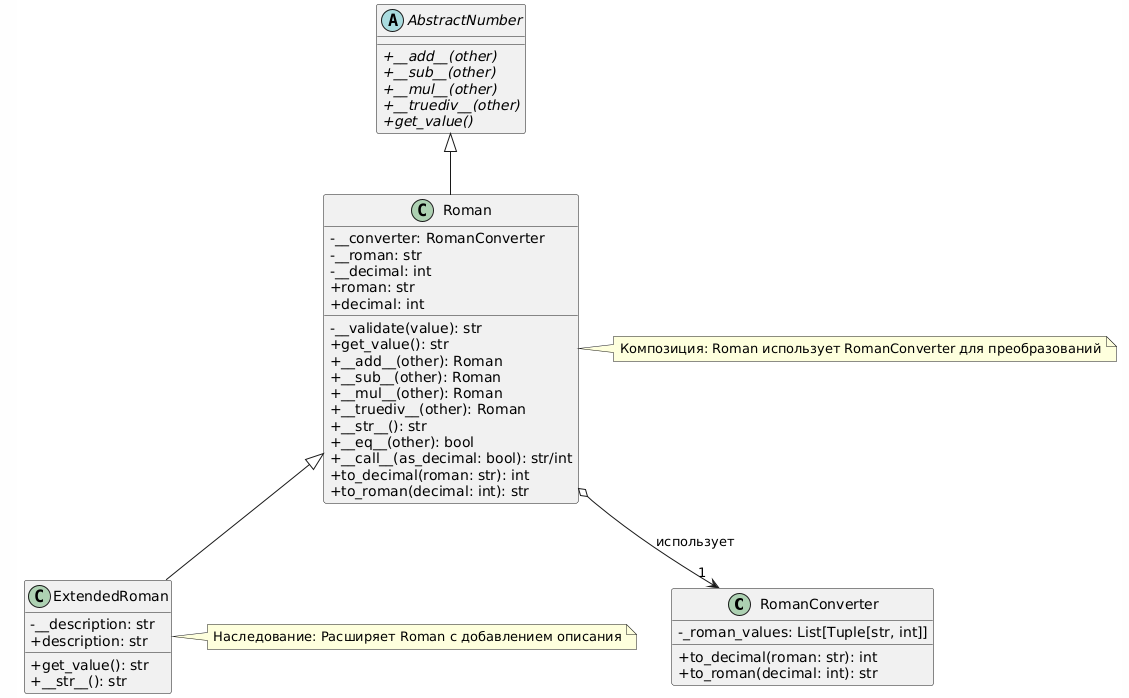 A AbstractNumber
+__add__(other)
+__sub__(other)
+__mul__(other)
+__truediv__(other)
+get_value()
C Roman
-__converter: RomanConverter
-__roman: str
-__decimal: int
+roman: str
+decimal: int
-__validate(value): str
+get_value(): str
+__add__(other): Roman
+__sub__(other): Roman
+__mul__(other): Roman
+__truediv__(other): Roman
+__str__(): str
+__eq__(other): bool
+__call__(as_decimal: bool): str/int
+to_decimal(roman: str): int
+to_roman(decimal: int): str
Композиция: Roman использует RomanConverter для преобразований
использует
1
C ExtendedRoman
-__description: str
+description: str
+get_value(): str
+__str__(): str
Наследование: Расширяет Roman с добавлением описания
C RomanConverter
-_roman_values: List[Tuple[str, int]]
+to_decimal(roman: str): int
+to_roman(decimal: int): str